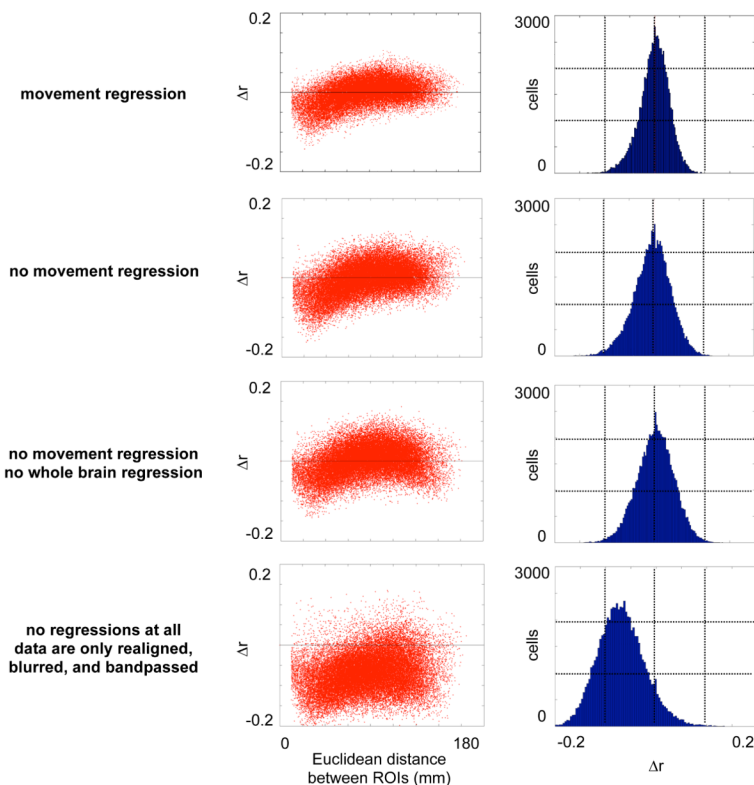 0.2
3000
movement regression
Δr
cells
-0.2
0
0.2
3000
no movement regression
Δr
cells
-0.2
0
0.2
3000
no movement regression
no whole brain regression
Δr
cells
-0.2
0
0.2
3000
no regressions at all
data are only realigned,
blurred, and bandpassed
Δr
cells
-0.2
0
0
180
-0.2
0.2
Euclidean distance
between ROIs (mm)
Δr